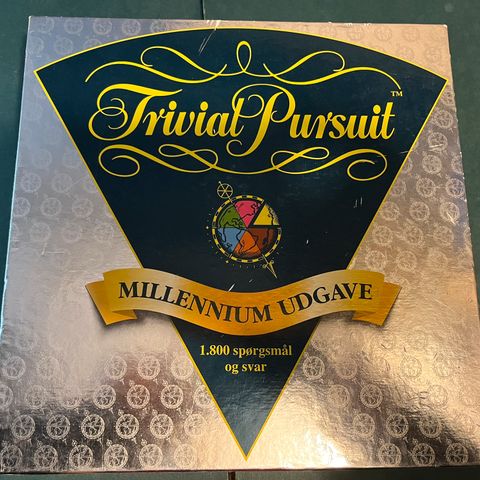 Trivial Pursuit™
MILLENNIUM UDGAVE
1.800 spørgsmål
og svar